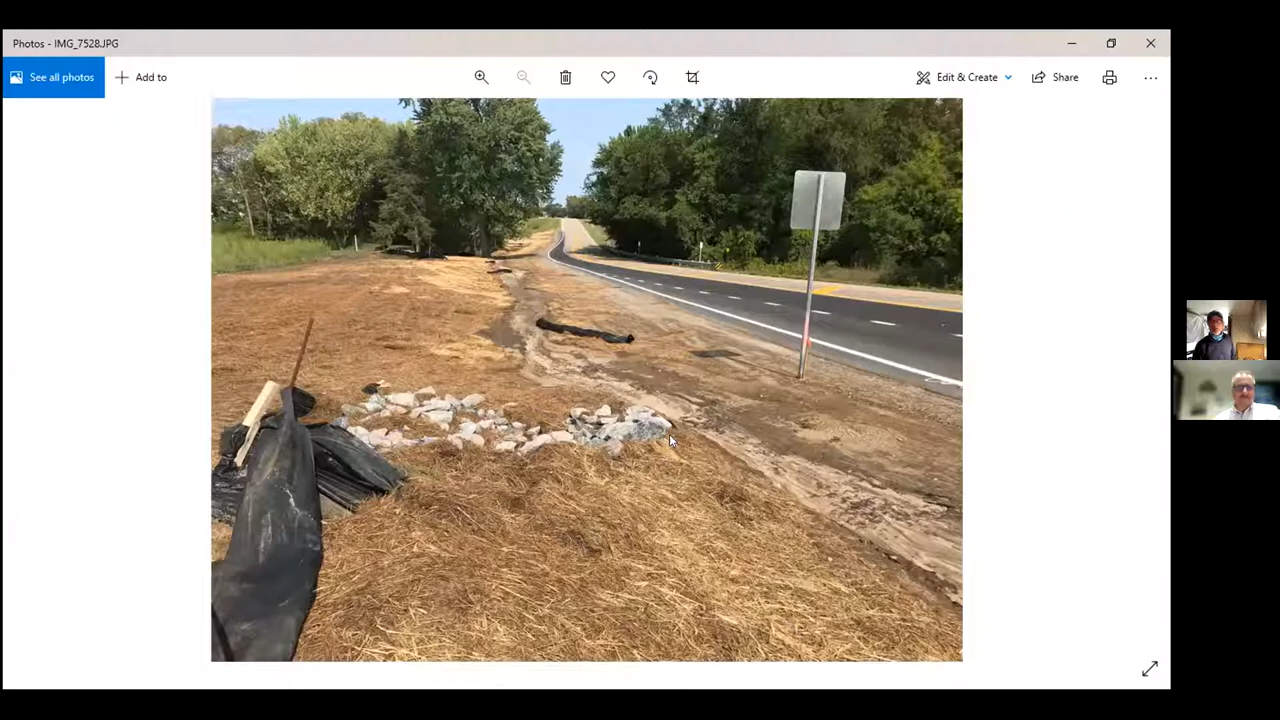 Photos - IMG_7528.JPG
See all photos
Add to
Edit & Create
Share